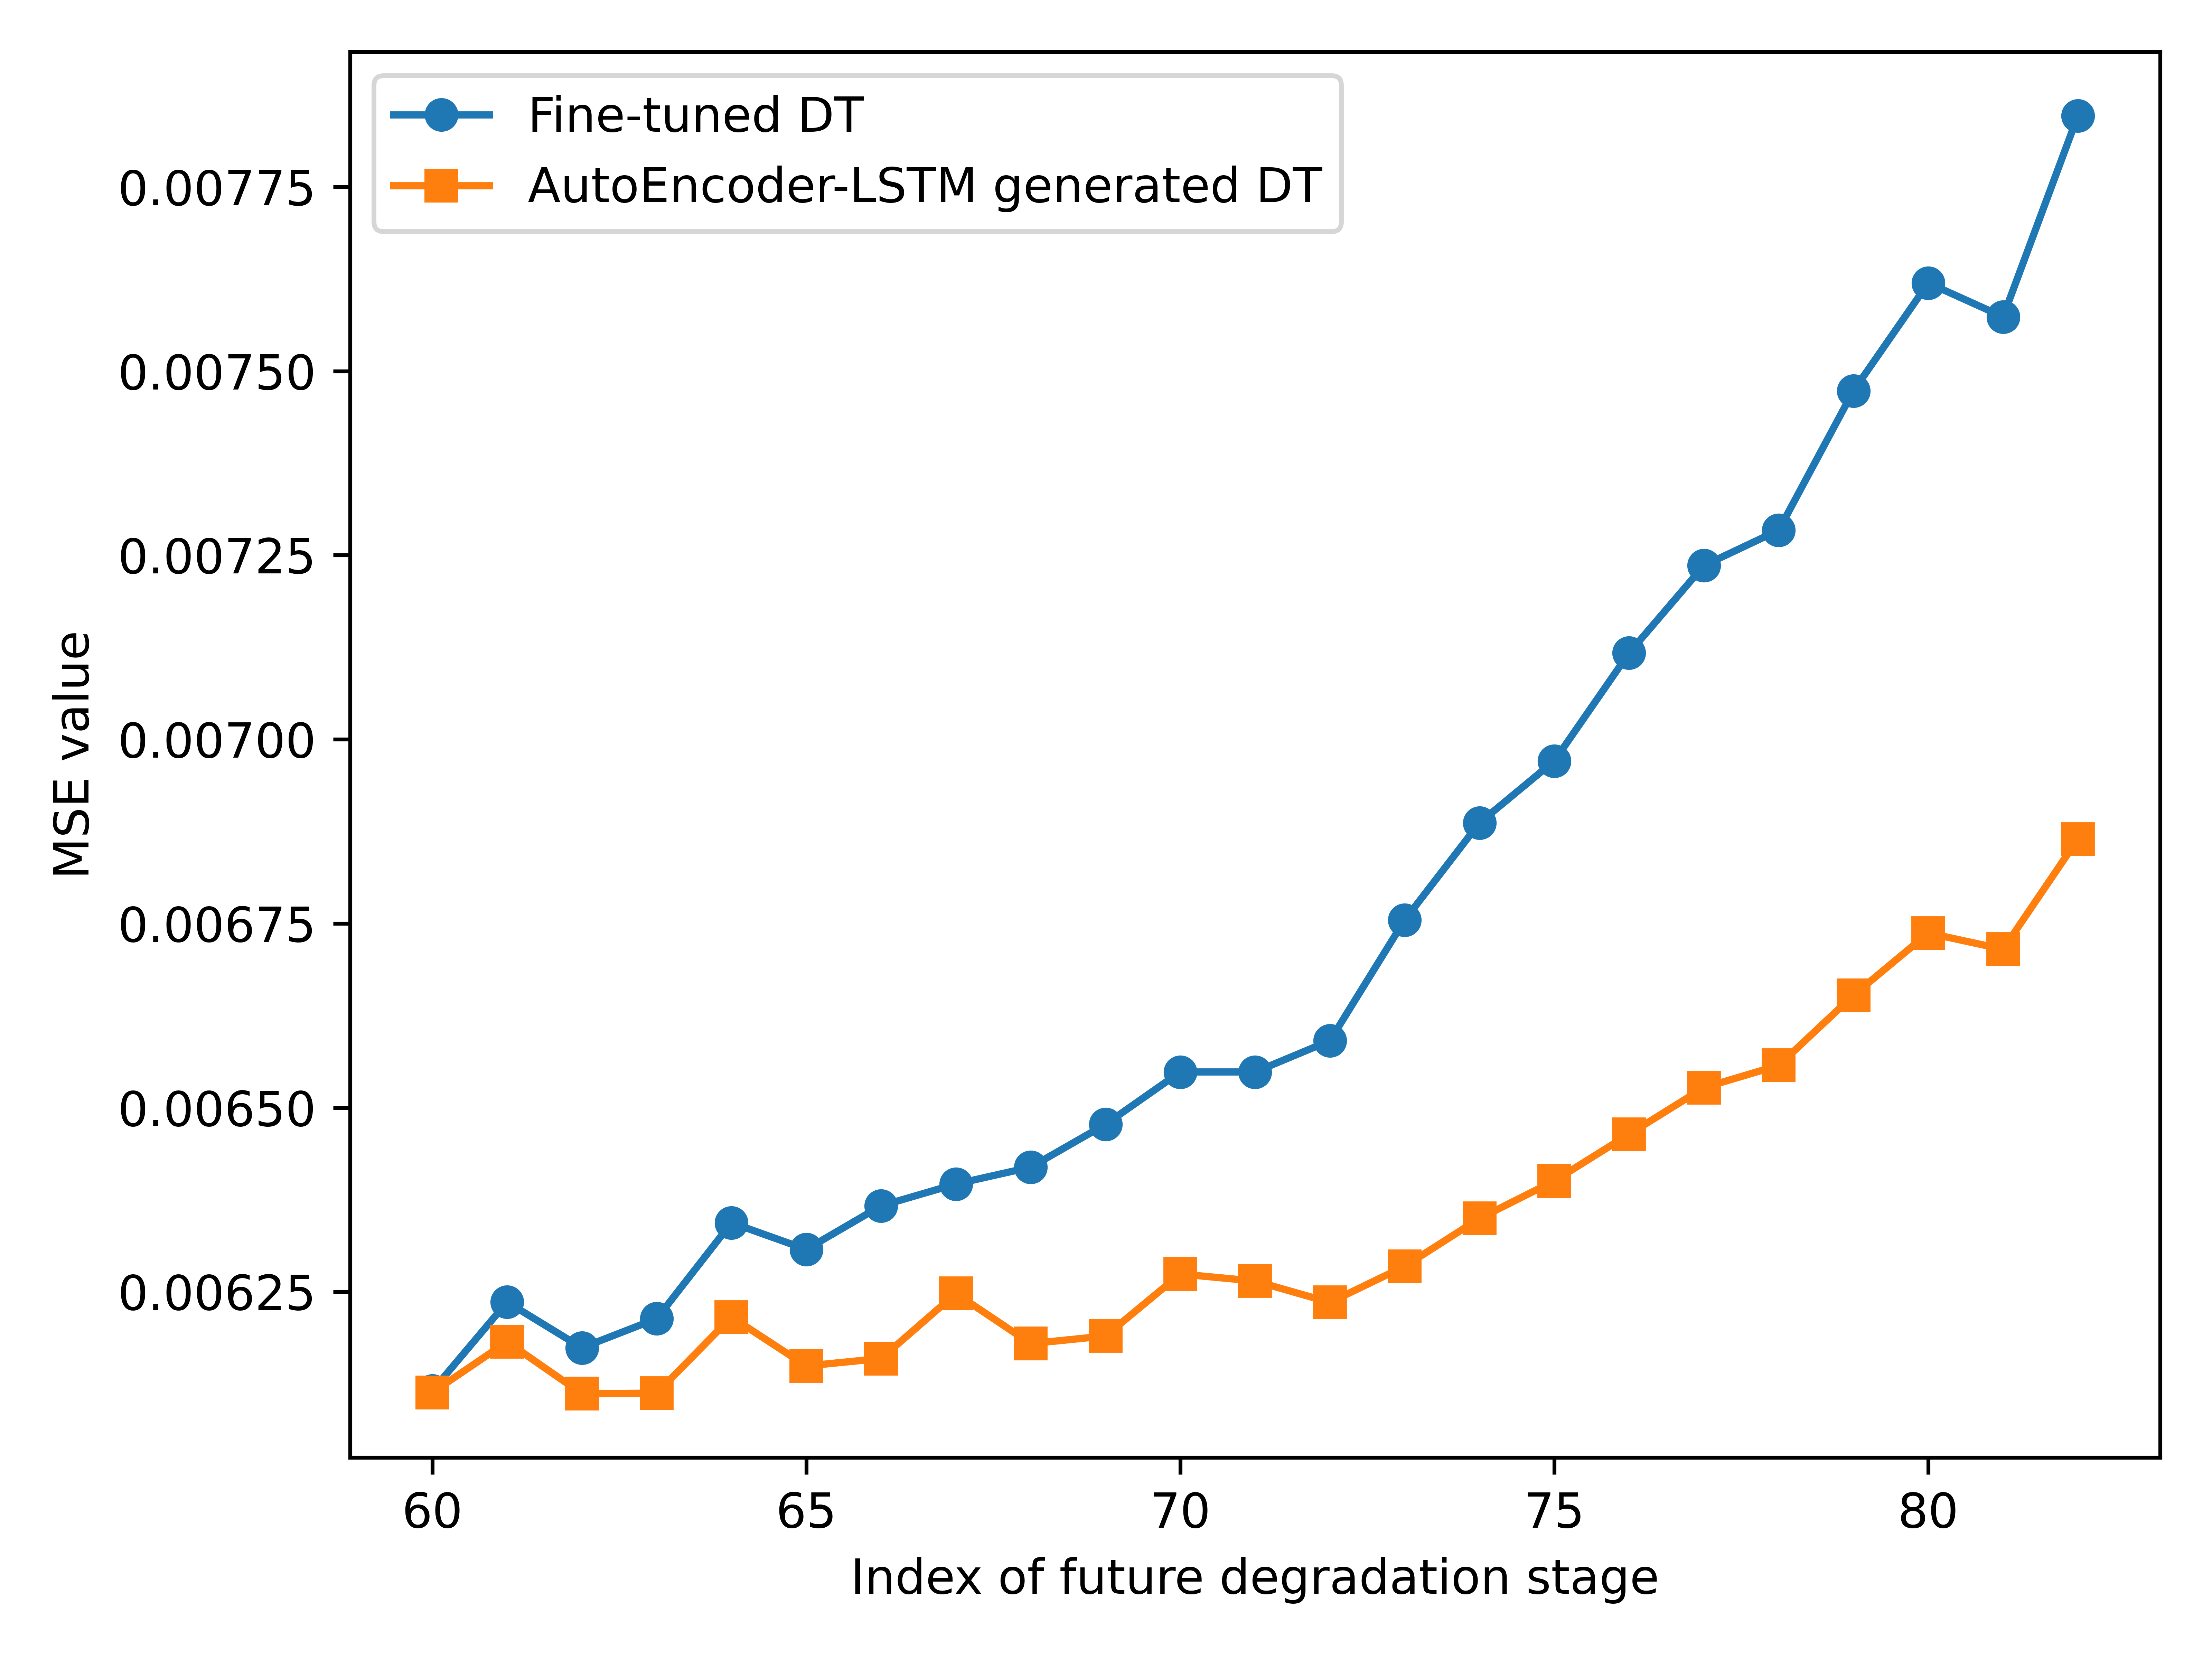 Fine-tuned DT
AutoEncoder-LSTM generated DT
MSE value
0.00775
0.00750
0.00725
0.00700
0.00675
0.00650
0.00625
60 65 70 75 80
Index of future degradation stage